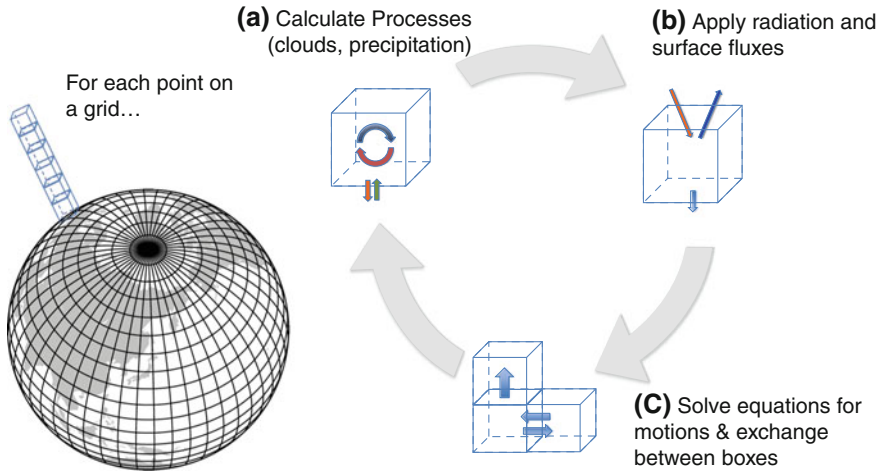 (a) Calculate Processes
(clouds, precipitation)
(b) Apply radiation and
surface fluxes
For each point on
a grid…
(C) Solve equations for
motions & exchange
between boxes